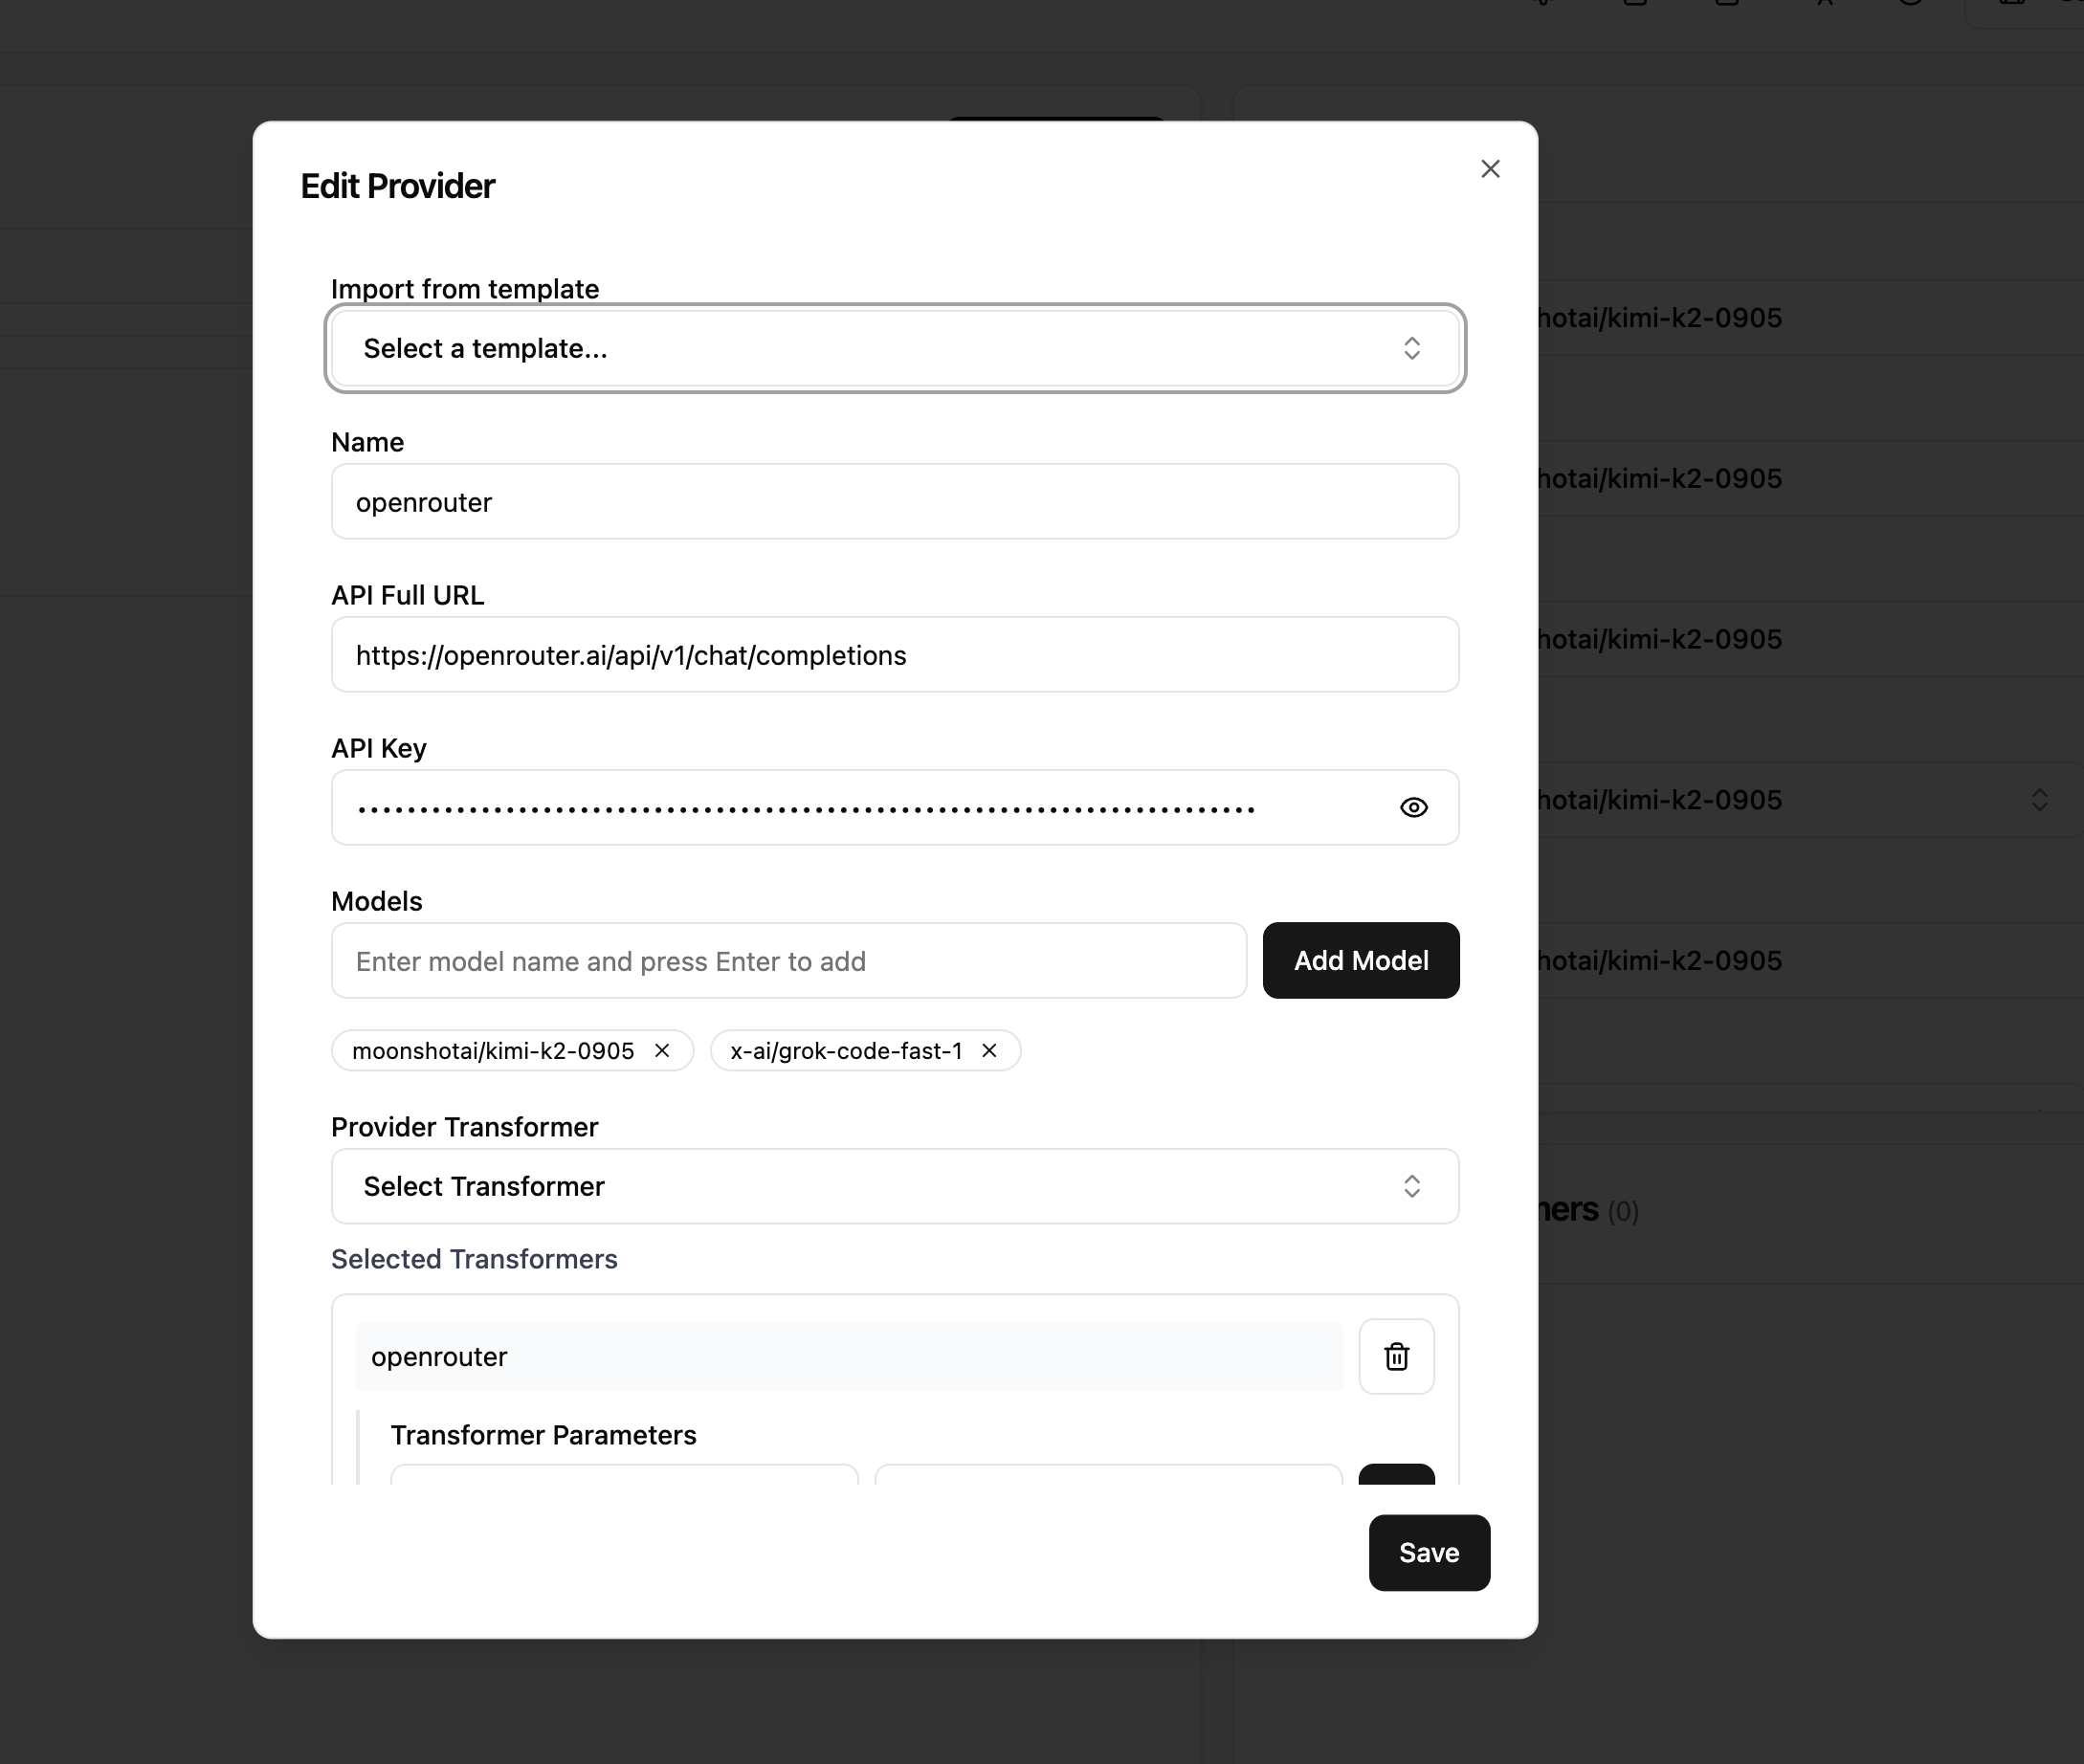 Edit Provider
Import from template
Select a template...
Name
openrouter
API Full URL
https://openrouter.ai/api/v1/chat/completions
API Key
Models
Enter model name and press Enter to add
Add Model
moonshotai/kimi-k2-0905
x-ai/grok-code-fast-1
Provider Transformer
Select Transformer
Selected Transformers
openrouter
Transformer Parameters
Save
hotai/kimi-k2-0905
hotai/kimi-k2-0905
hotai/kimi-k2-0905
hotai/kimi-k2-0905
hotai/kimi-k2-0905
ners (0)